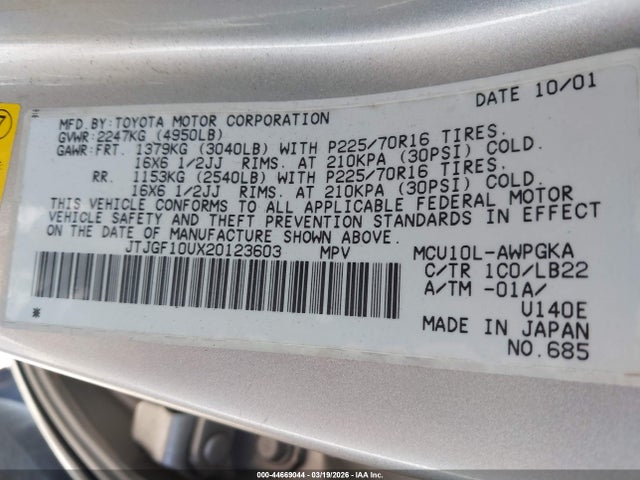 DATE 10/01
MFD.BY:TOYOTA MOTOR CORPORATION
GVWR:2247KG (4950LB)
GAWR:FRT. 1379KG (3040LB) WITH P225/70R16 TIRES.
16X6 1/2JJ RIMS. AT 210KPA (30PSI) COLD.
RR. 1153KG (2540LB) WITH P225/70R16 TIRES.
16X6 1/2JJ RIMS. AT 210KPA (30PSI) COLD.
THIS VEHICLE CONFORMS TO ALL APPLICABLE FEDERAL MOTOR
VEHICLE SAFETY AND THEFT PREVENTION STANDARDS IN EFFECT
ON THE DATE OF MANUFACTURE SHOWN ABOVE.
JTJGF10UX20123603 MPV MCU10L-AWPGKA
C/TR 1C0/LB22
A/TM -01A/
U140E
MADE IN JAPAN
NO.685
000-44669044 - 03/19/2026 - IAA Inc.